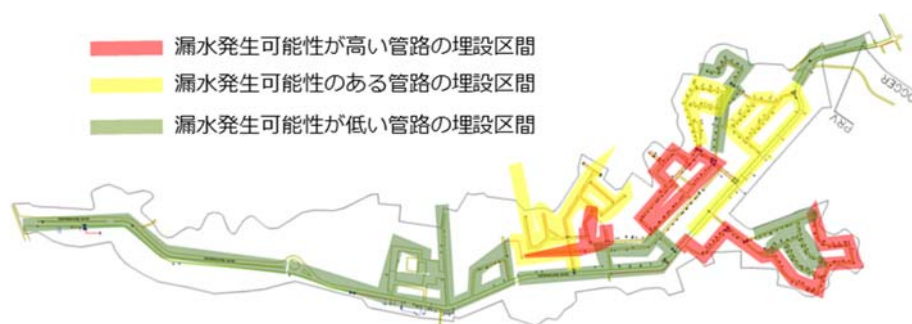 漏水発生可能性が高い管路の埋設区間
漏水発生可能性のある管路の埋設区間
漏水発生可能性が低い管路の埋設区間
LOGGER
PRV